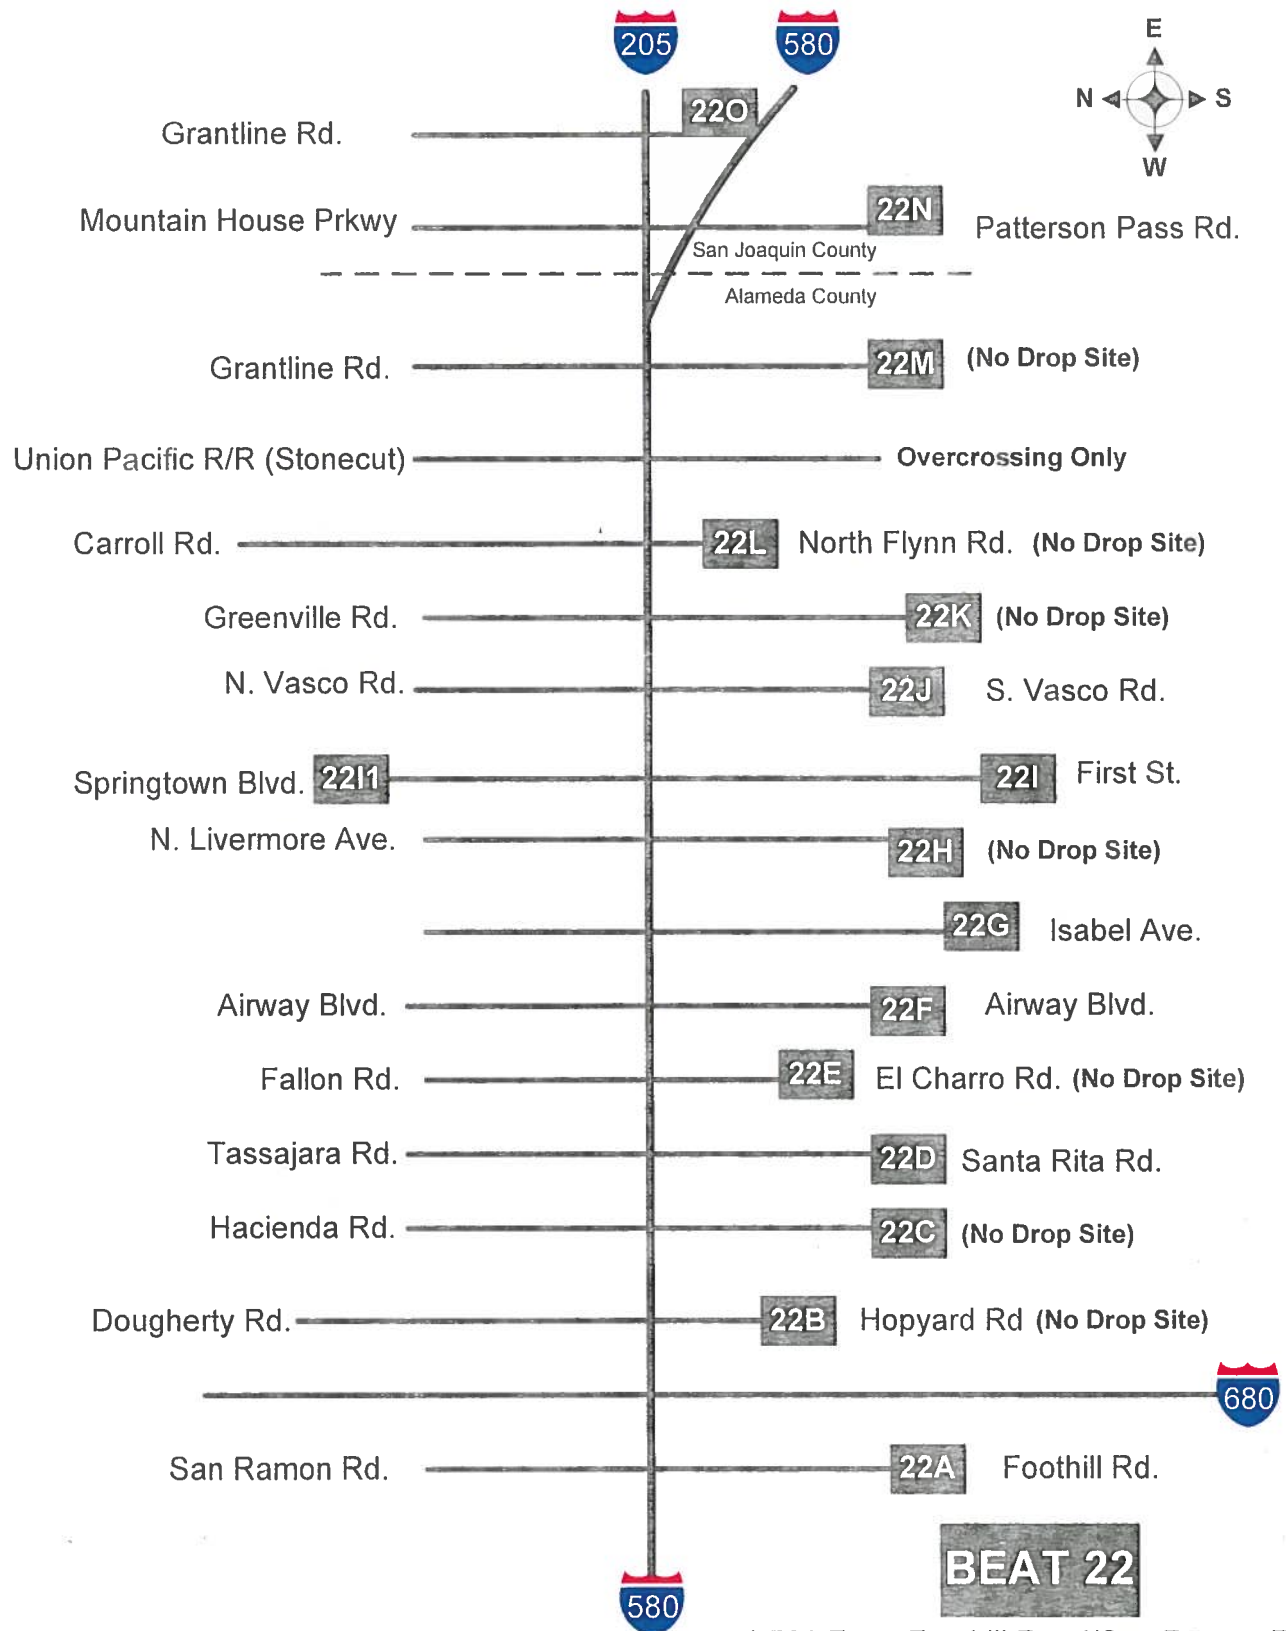 205 580
E
N S
W
Grantline Rd. 22O
Mountain House Prkwy 22N Patterson Pass Rd.
San Joaquin County
Alameda County
Grantline Rd. 22M (No Drop Site)
Union Pacific R/R (Stonecut) Overcrossing Only
Carroll Rd. 22L North Flynn Rd. (No Drop Site)
Greenville Rd. 22K (No Drop Site)
N. Vasco Rd. 22J S. Vasco Rd.
Springtown Blvd. 22I1 22I First St.
N. Livermore Ave. 22H (No Drop Site)
22G Isabel Ave.
Airway Blvd. 22F Airway Blvd.
Fallon Rd. 22E El Charro Rd. (No Drop Site)
Tassajara Rd. 22D Santa Rita Rd.
Hacienda Rd. 22C (No Drop Site)
Dougherty Rd. 22B Hopyard Rd (No Drop Site)
680
San Ramon Rd. 22A Foothill Rd.
BEAT 22
580